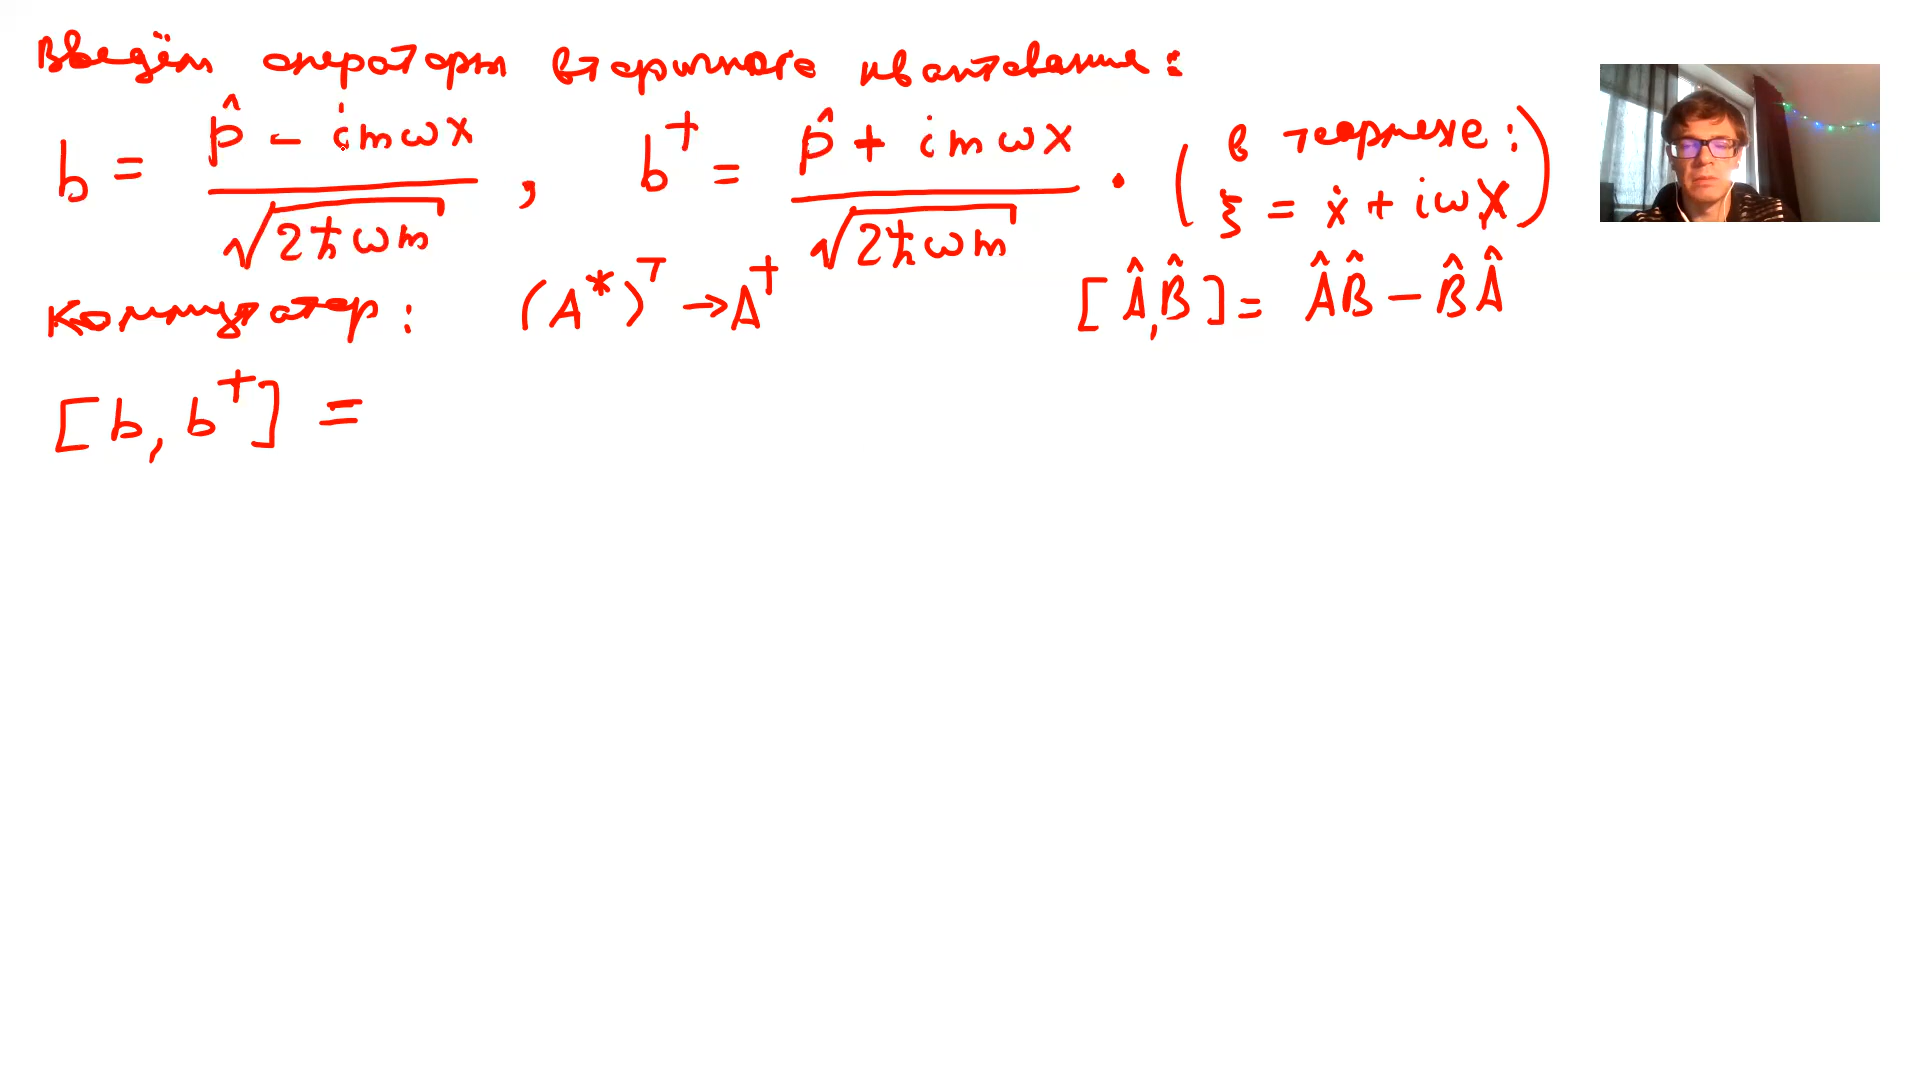 Введём операторы вторичного квантования:
b = (p̂ − imωx) / √(2ħωm) , b⁺ = (p̂ + imωx) / √(2ħωm) . (в теормехе: ξ = ẋ + iωx)
Коммутатор: (A*)ᵀ → A⁺ [Â, B̂] = ÂB̂ − B̂Â
[b, b⁺] =